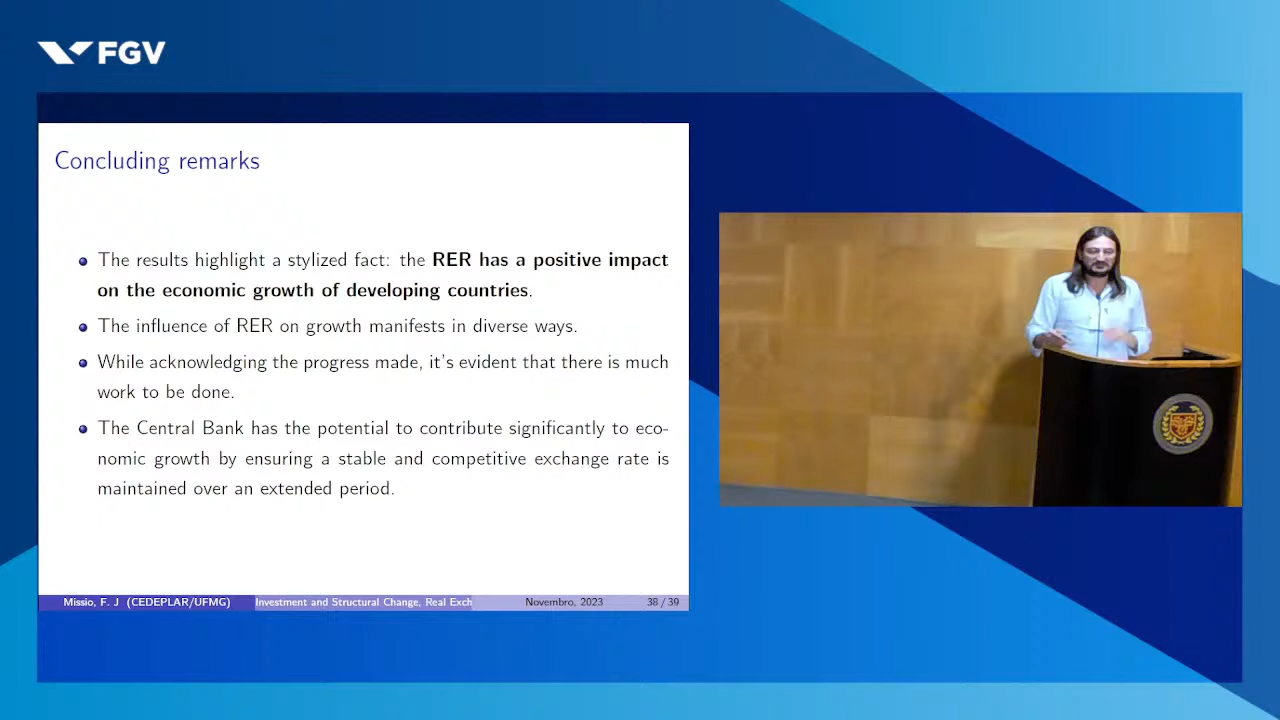 FGV
Concluding remarks
The results highlight a stylized fact: the RER has a positive impact
on the economic growth of developing countries.
The influence of RER on growth manifests in diverse ways.
While acknowledging the progress made, it's evident that there is much
work to be done.
The Central Bank has the potential to contribute significantly to eco-
nomic growth by ensuring a stable and competitive exchange rate is
maintained over an extended period.
Missio, F. J (CEDEPLAR/UFMG) Investment and Structural Change, Real Exch Novembro, 2023 38 / 39